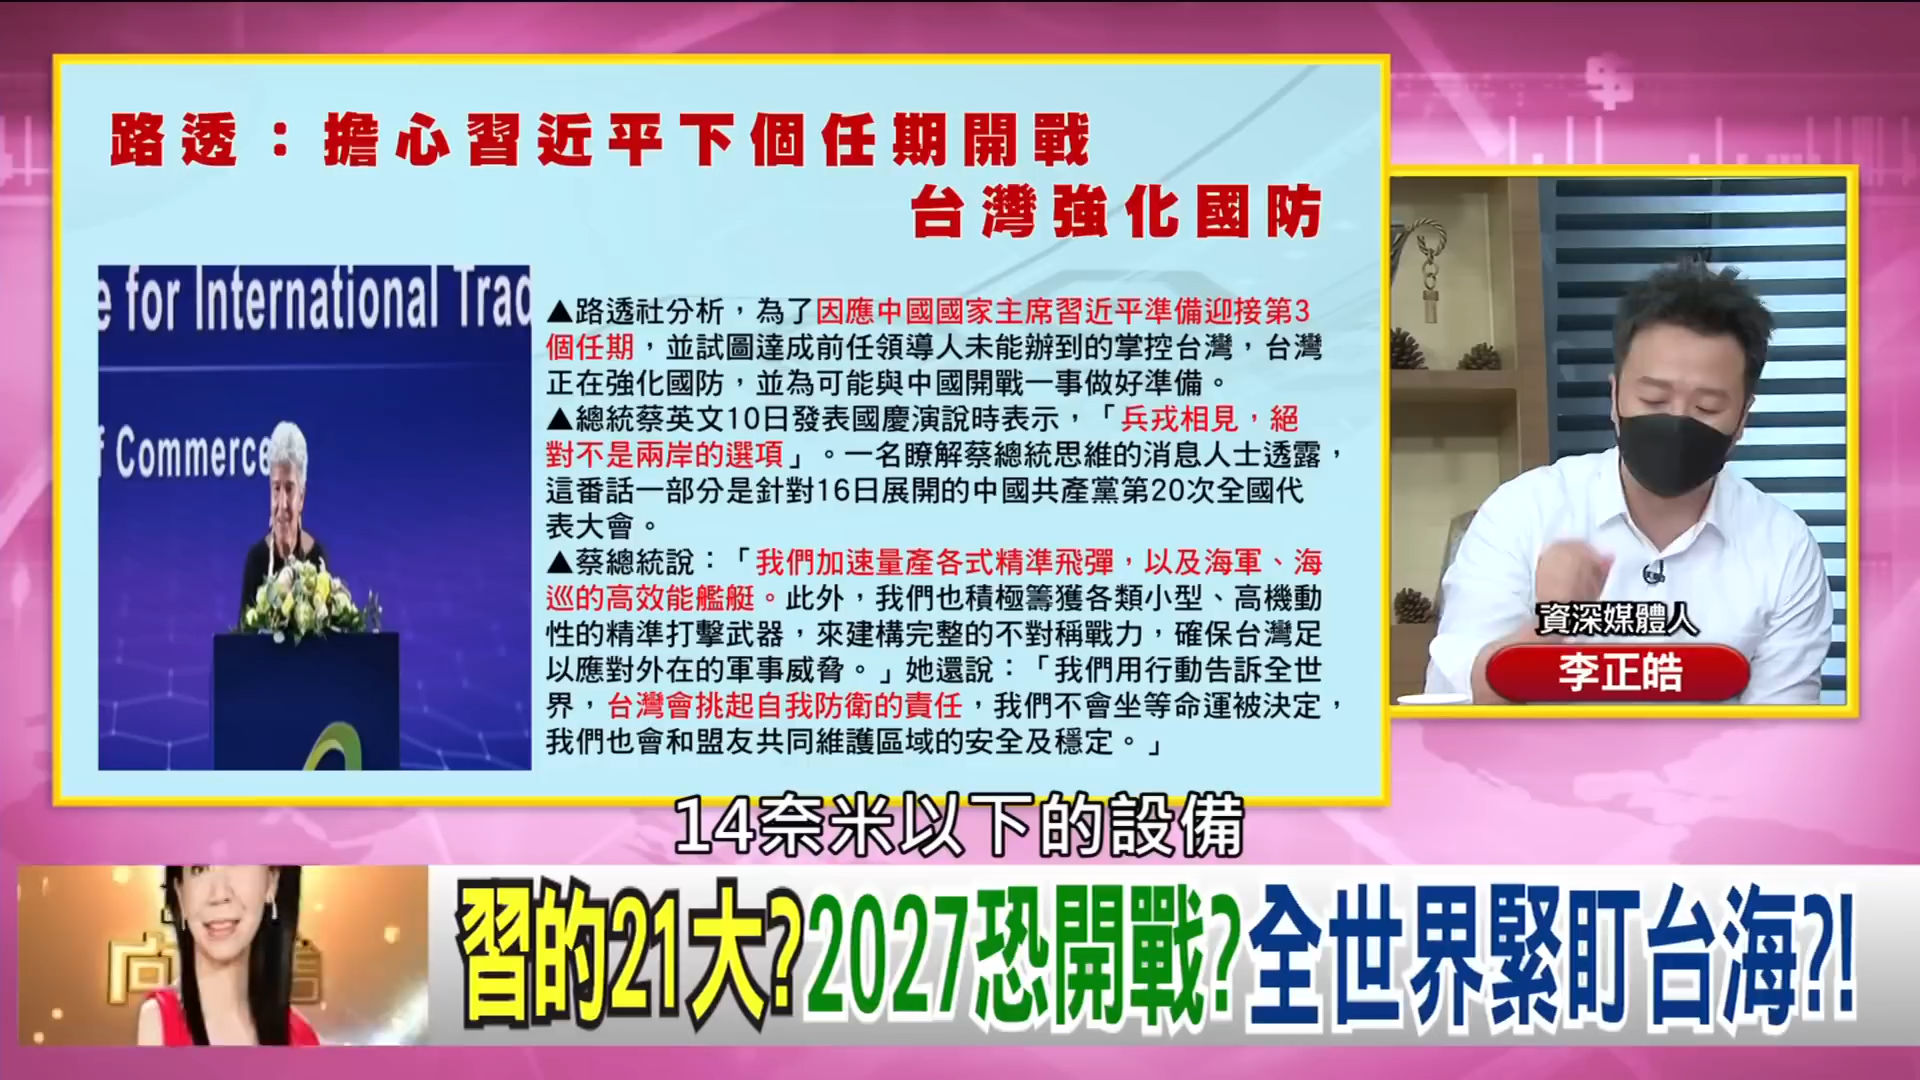 路透：擔心習近平下個任期開戰
台灣強化國防
e for International Trad
f Commerce
▲路透社分析，為了因應中國國家主席習近平準備迎接第3
個任期，並試圖達成前任領導人未能辦到的掌控台灣，台灣
正在強化國防，並為可能與中國開戰一事做好準備。
▲總統蔡英文10日發表國慶演說時表示，「兵戎相見，絕
對不是兩岸的選項」。一名瞭解蔡總統思維的消息人士透露，
這番話一部分是針對16日展開的中國共產黨第20次全國代
表大會。
▲蔡總統說：「我們加速量產各式精準飛彈，以及海軍、海
巡的高效能艦艇。此外，我們也積極籌獲各類小型、高機動
性的精準打擊武器，來建構完整的不對稱戰力，確保台灣足
以應對外在的軍事威脅。」她還說：「我們用行動告訴全世
界，台灣會挑起自我防衛的責任，我們不會坐等命運被決定，
我們也會和盟友共同維護區域的安全及穩定。」
資深媒體人
李正皓
14奈米以下的設備
習的21大?2027恐開戰?全世界緊盯台海?!